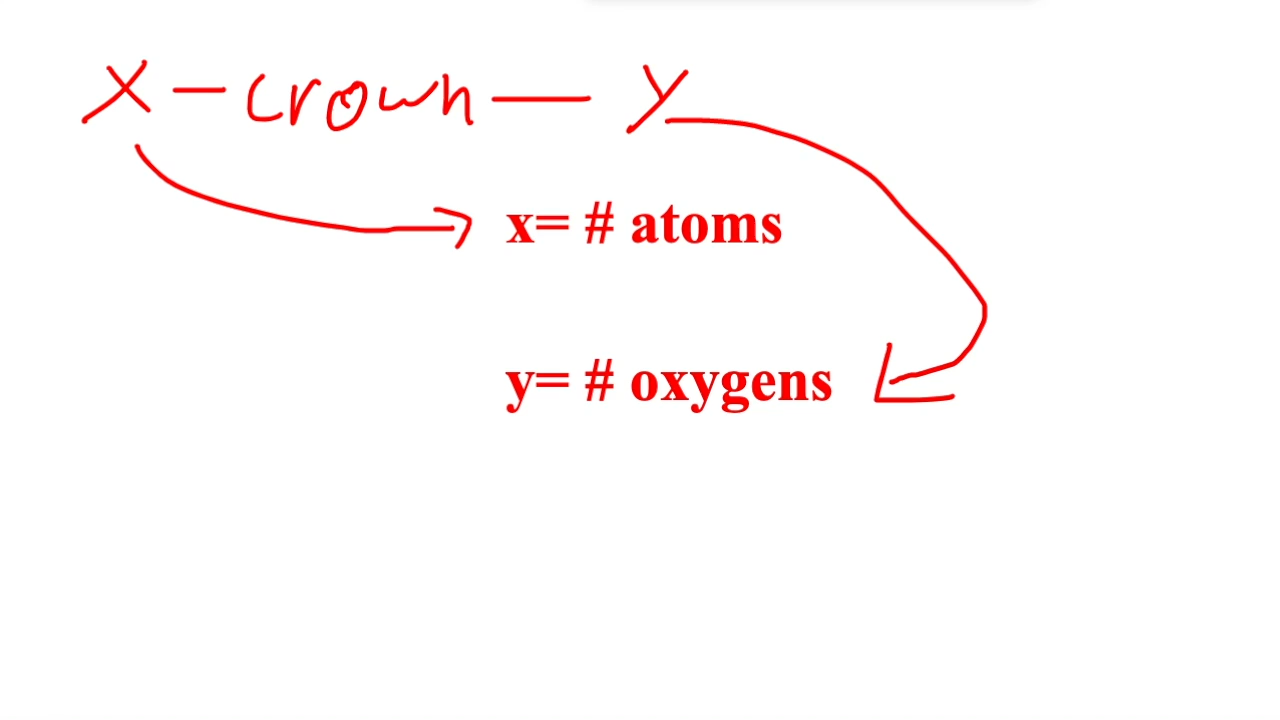 X - crown - Y
x= # atoms
y= # oxygens